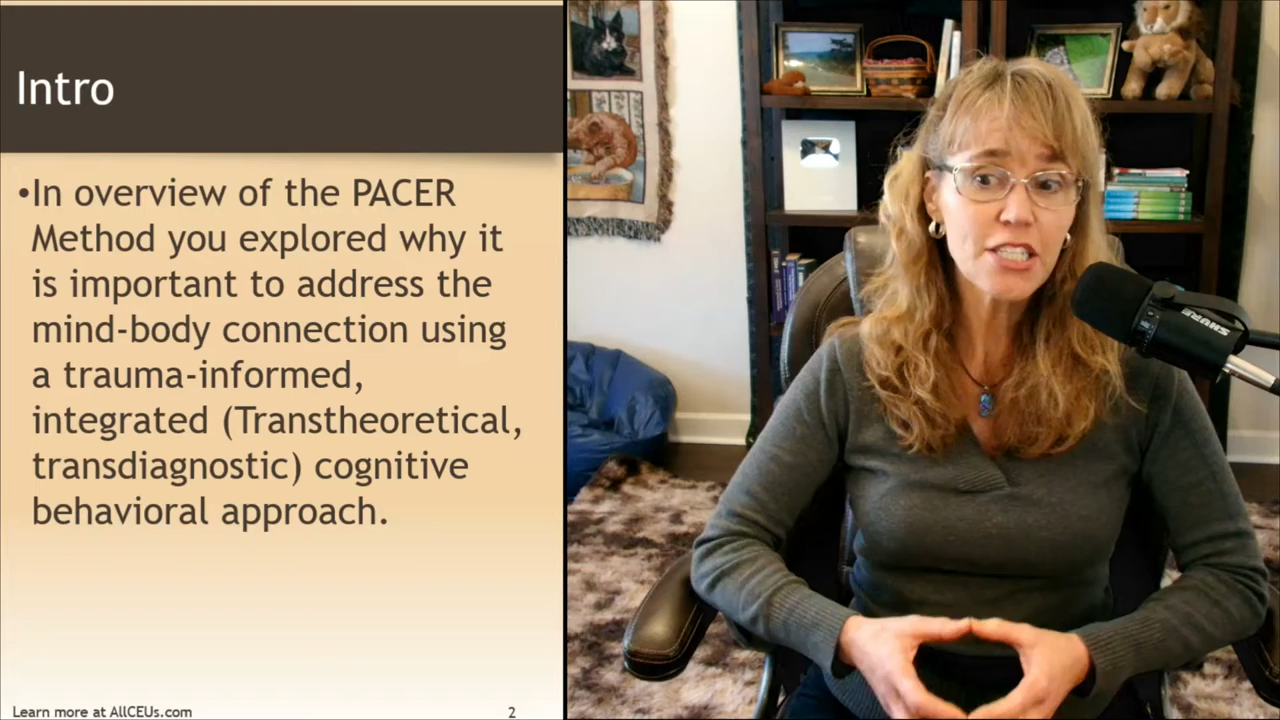 Intro
•In overview of the PACER
Method you explored why it
is important to address the
mind-body connection using
a trauma-informed,
integrated (Transtheoretical,
transdiagnostic) cognitive
behavioral approach.
Learn more at AllCEUs.com
2
SHURE